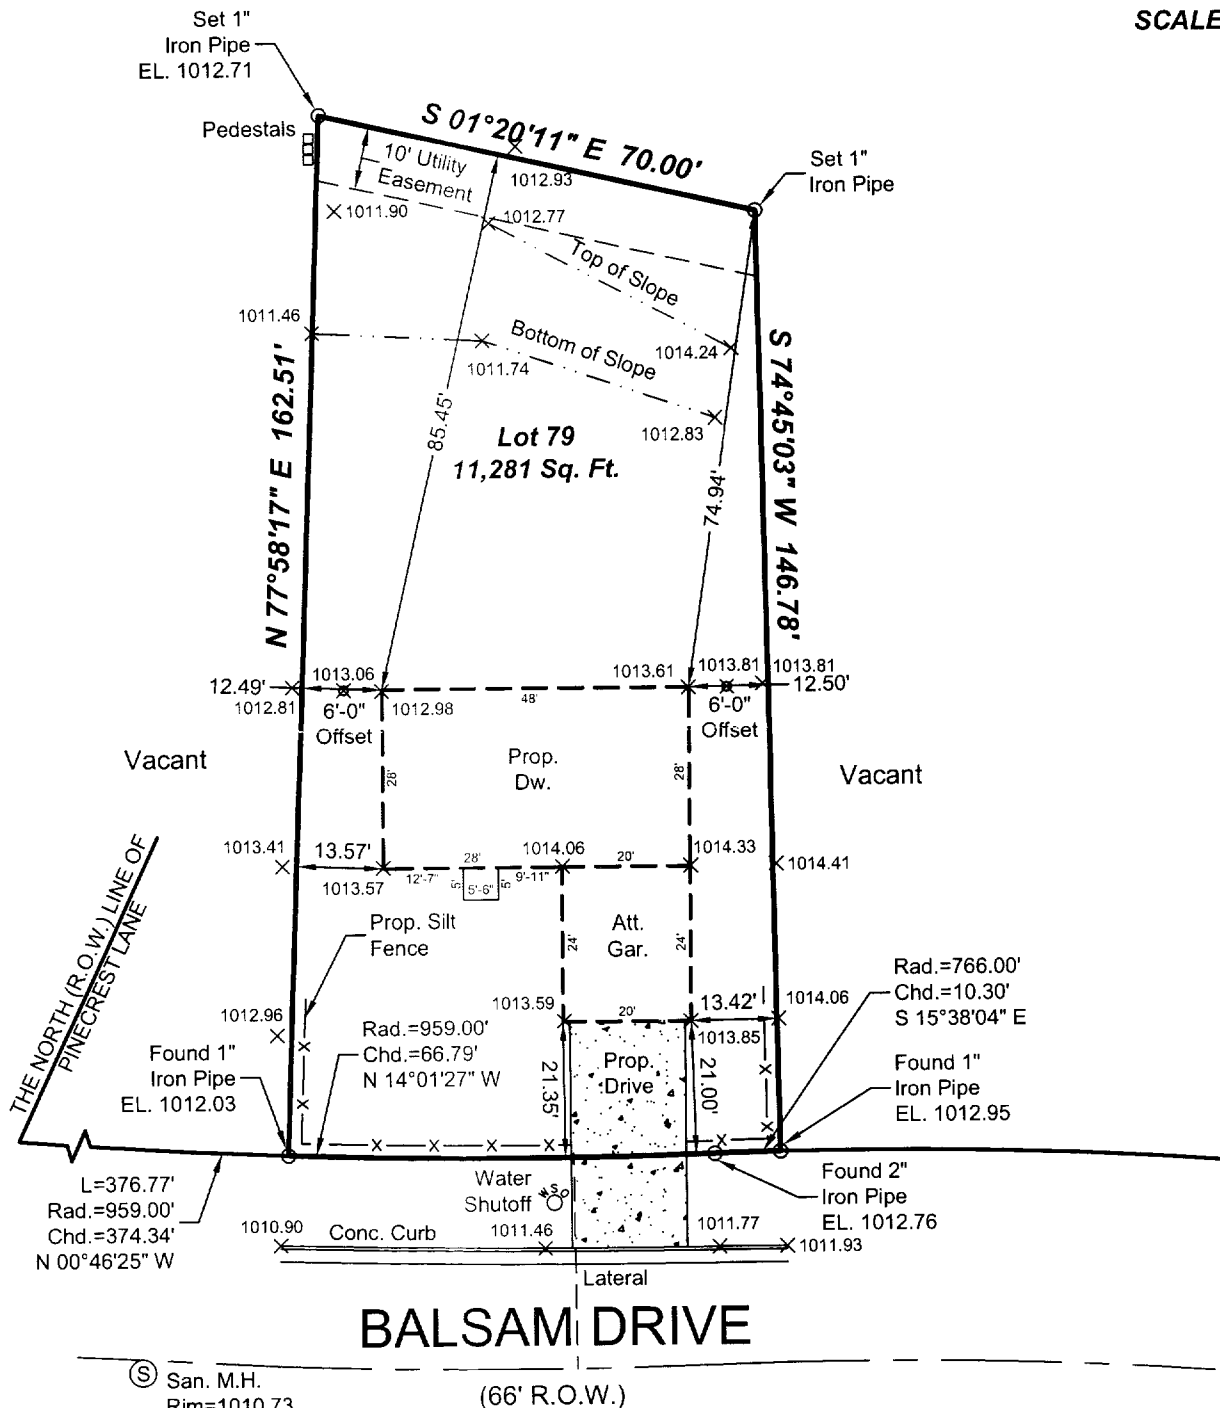 SCALE
Set 1"
Iron Pipe
EL. 1012.71
Pedestals
S 01°20'11" E 70.00'
10' Utility
Easement
1012.93
Set 1"
Iron Pipe
1011.90
1012.77
Top of Slope
1011.46
Bottom of Slope
1014.24
1011.74
1012.83
N 77°58'17" E 162.51'
85.45'
Lot 79
11,281 Sq. Ft.
74.94'
S 74°45'03" W 146.78'
1013.06
1013.61
1013.81
1013.81
12.49'
12.50'
1012.81
6'-0"
Offset
1012.98
48'
6'-0"
Offset
Vacant
Prop.
Dw.
28'
28'
Vacant
1013.41
13.57'
28'
1014.06
20'
1014.33
1014.41
1013.57
12'-7"
5'
5'-6"
5'
9'-11"
THE NORTH (R.O.W.) LINE OF
PINECREST LANE
Prop. Silt
Fence
Att.
Gar.
24'
24'
Rad.=766.00'
Chd.=10.30'
S 15°38'04" E
1012.96
1013.59
20'
13.42'
1014.06
1013.85
Rad.=959.00'
Chd.=66.79'
N 14°01'27" W
Found 1"
Iron Pipe
EL. 1012.03
21.35'
Prop.
Drive
21.00'
Found 1"
Iron Pipe
EL. 1012.95
L=376.77'
Rad.=959.00'
Chd.=374.34'
N 00°46'25" W
Water
Shutoff
W S O
Found 2"
Iron Pipe
EL. 1012.76
1010.90
Conc. Curb
1011.46
1011.77
1011.93
Lateral
BALSAM DRIVE
S
San. M.H.
Rim=1010.73
(66' R.O.W.)